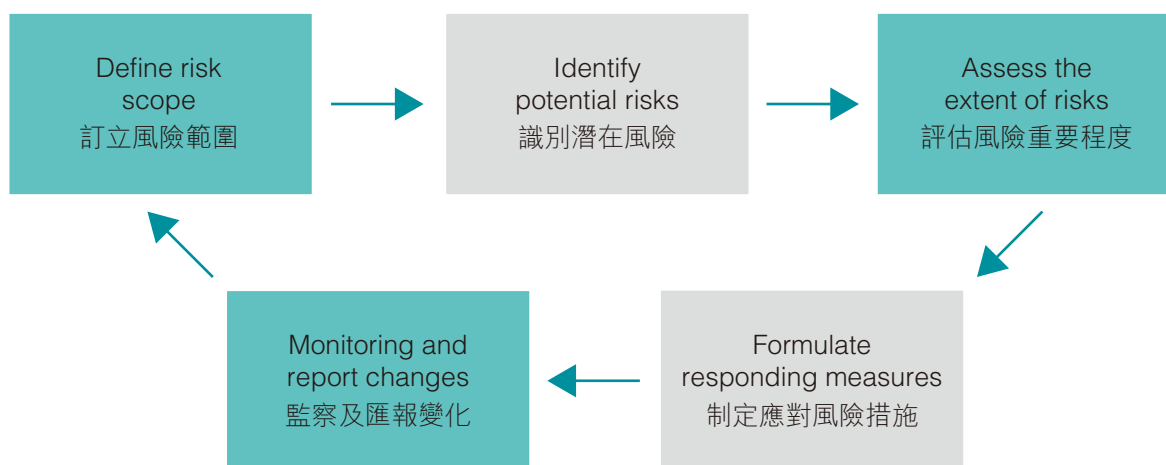 Define risk
scope
訂立風險範圍
Identify
potential risks
識別潛在風險
Assess the
extent of risks
評估風險重要程度
Formulate
responding measures
制定應對風險措施
Monitoring and
report changes
監察及匯報變化